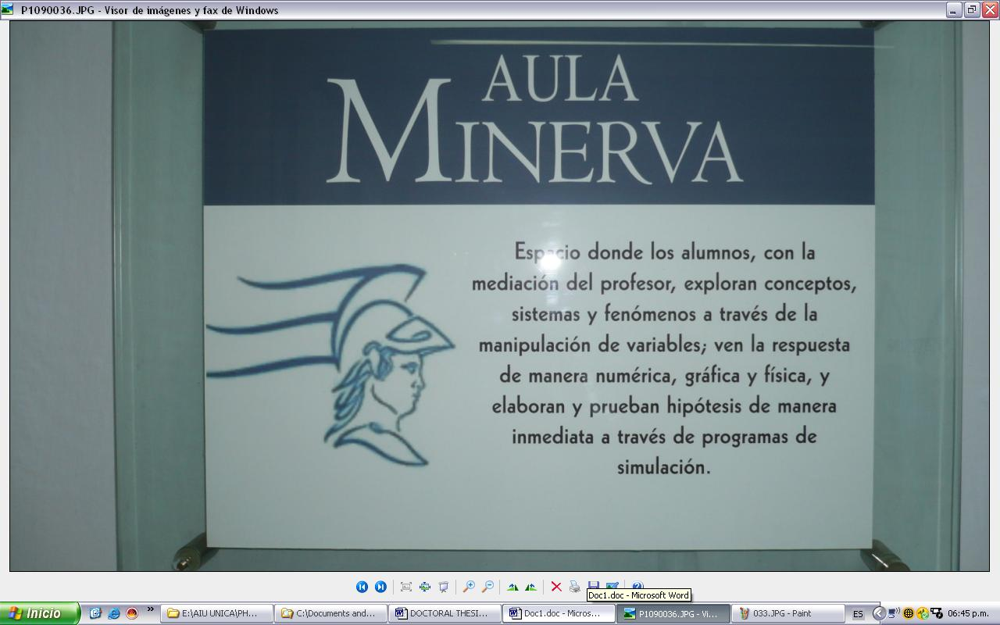 P1090036.JPG - Visor de imágenes y fax de Windows
AULA
MINERVA
Espacio donde los alumnos, con la
mediación del profesor, exploran conceptos,
sistemas y fenómenos a través de la
manipulación de variables; ven la respuesta
de manera numérica, gráfica y física, y
elaboran y prueban hipótesis de manera
inmediata a través de programas de
simulación.
Doc1.doc - Microsoft Word
Inicio
E:\AIU UNICA\PH...
C:\Documents and...
DOCTORAL THESI...
Doc1.doc - Micros...
P1090036.JPG - Vi...
033.JPG - Paint
ES
06:45 p.m.